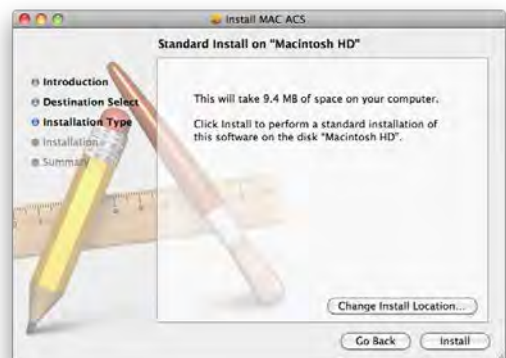 Install MAC ACS
Standard Install on "Macintosh HD"
Introduction
Destination Select
Installation Type
Installation
Summary
This will take 9.4 MB of space on your computer.
Click Install to perform a standard installation of
this software on the disk "Macintosh HD".
Change Install Location...
Go Back
Install